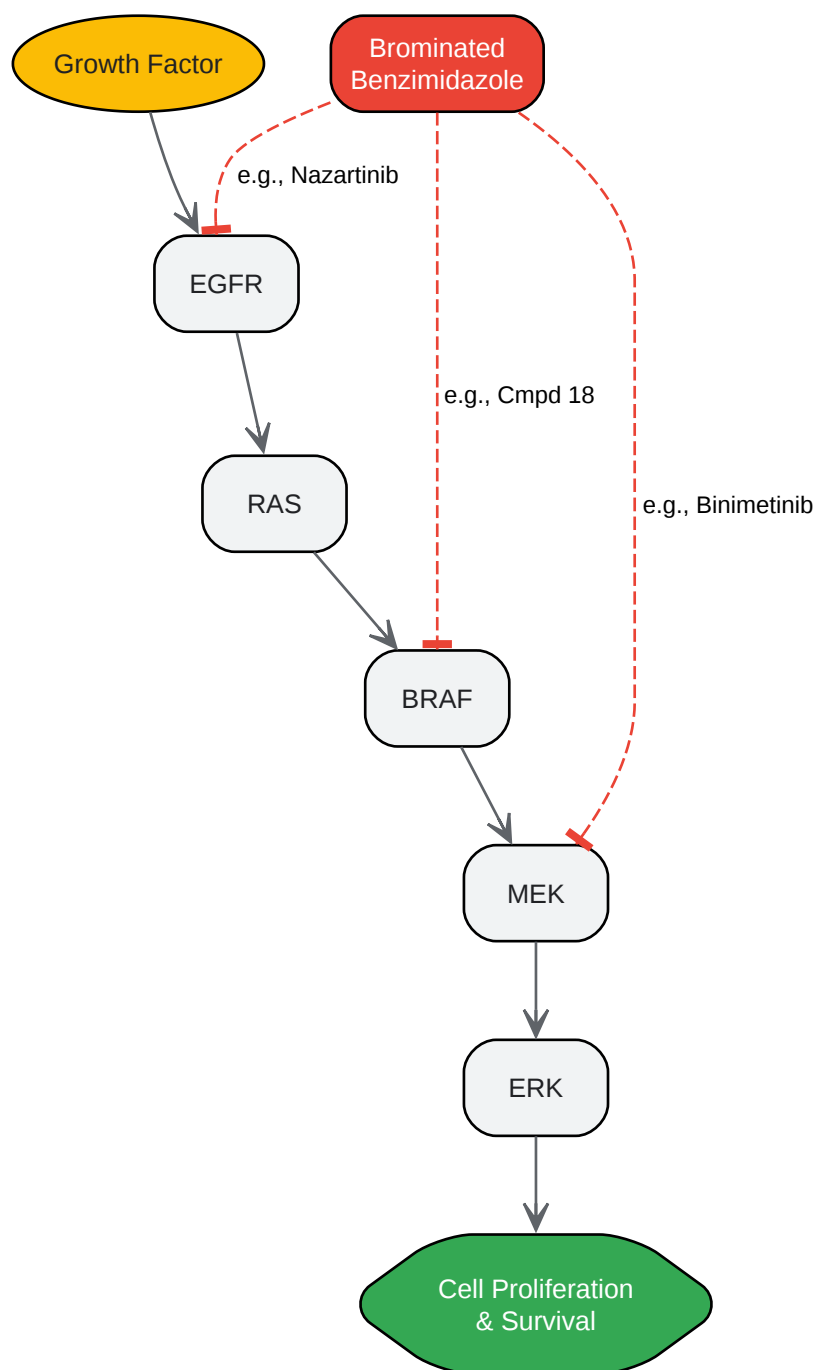 Growth Factor
Brominated
Benzimidazole
e.g., Nazartinib
EGFR
e.g., Cmpd 18
RAS
e.g., Binimetinib
BRAF
MEK
ERK
Cell Proliferation
& Survival